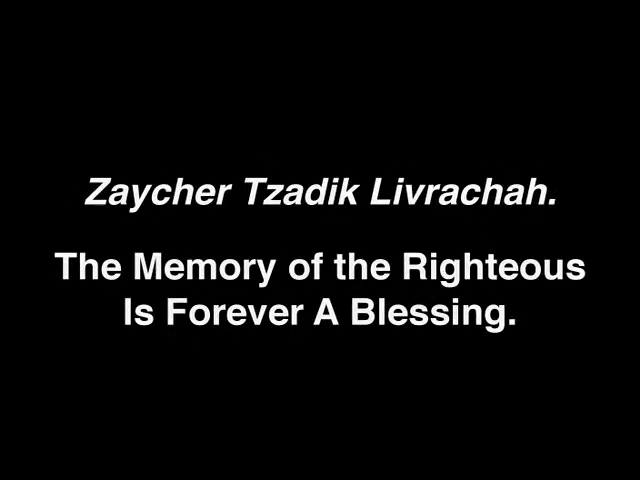 Zaycher Tzadik Livrachah.
The Memory of the Righteous
Is Forever A Blessing.